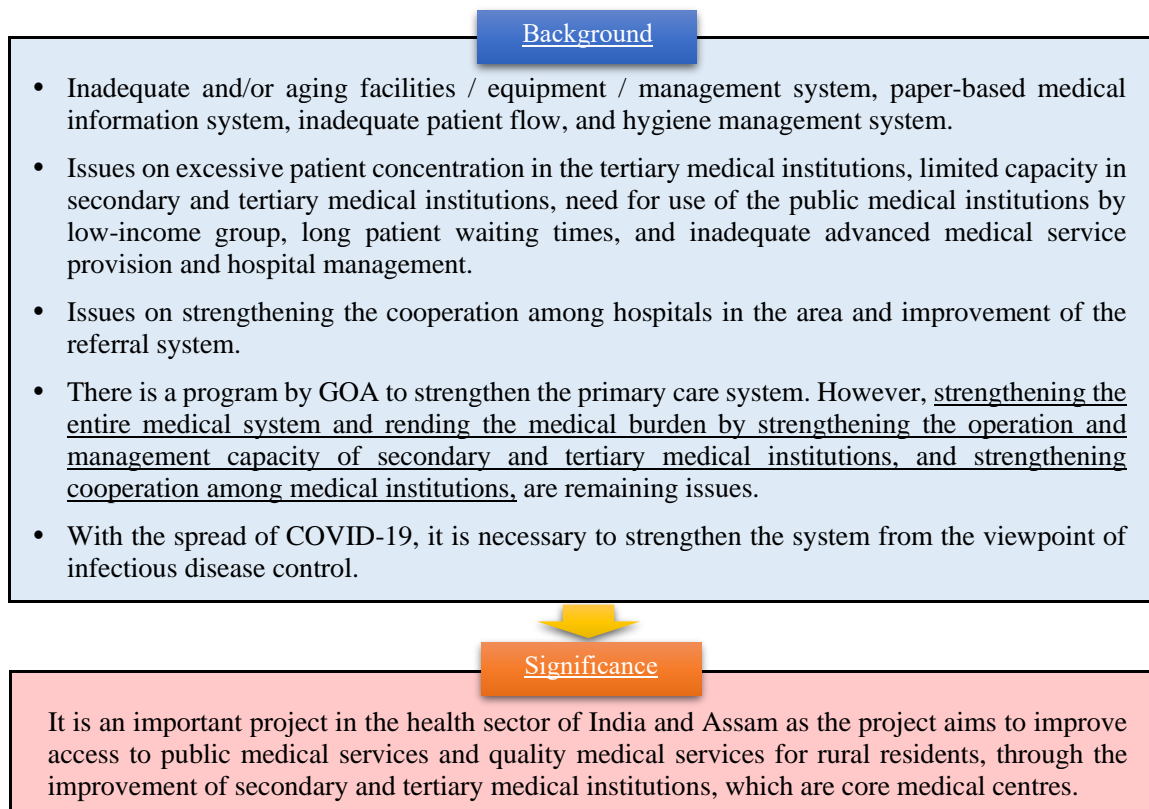 Background
• Inadequate and/or aging facilities / equipment / management system, paper-based medical
information system, inadequate patient flow, and hygiene management system.
• Issues on excessive patient concentration in the tertiary medical institutions, limited capacity in
secondary and tertiary medical institutions, need for use of the public medical institutions by
low-income group, long patient waiting times, and inadequate advanced medical service
provision and hospital management.
• Issues on strengthening the cooperation among hospitals in the area and improvement of the
referral system.
• There is a program by GOA to strengthen the primary care system. However, strengthening the
entire medical system and rending the medical burden by strengthening the operation and
management capacity of secondary and tertiary medical institutions, and strengthening
cooperation among medical institutions, are remaining issues.
• With the spread of COVID-19, it is necessary to strengthen the system from the viewpoint of
infectious disease control.
Significance
It is an important project in the health sector of India and Assam as the project aims to improve
access to public medical services and quality medical services for rural residents, through the
improvement of secondary and tertiary medical institutions, which are core medical centres.